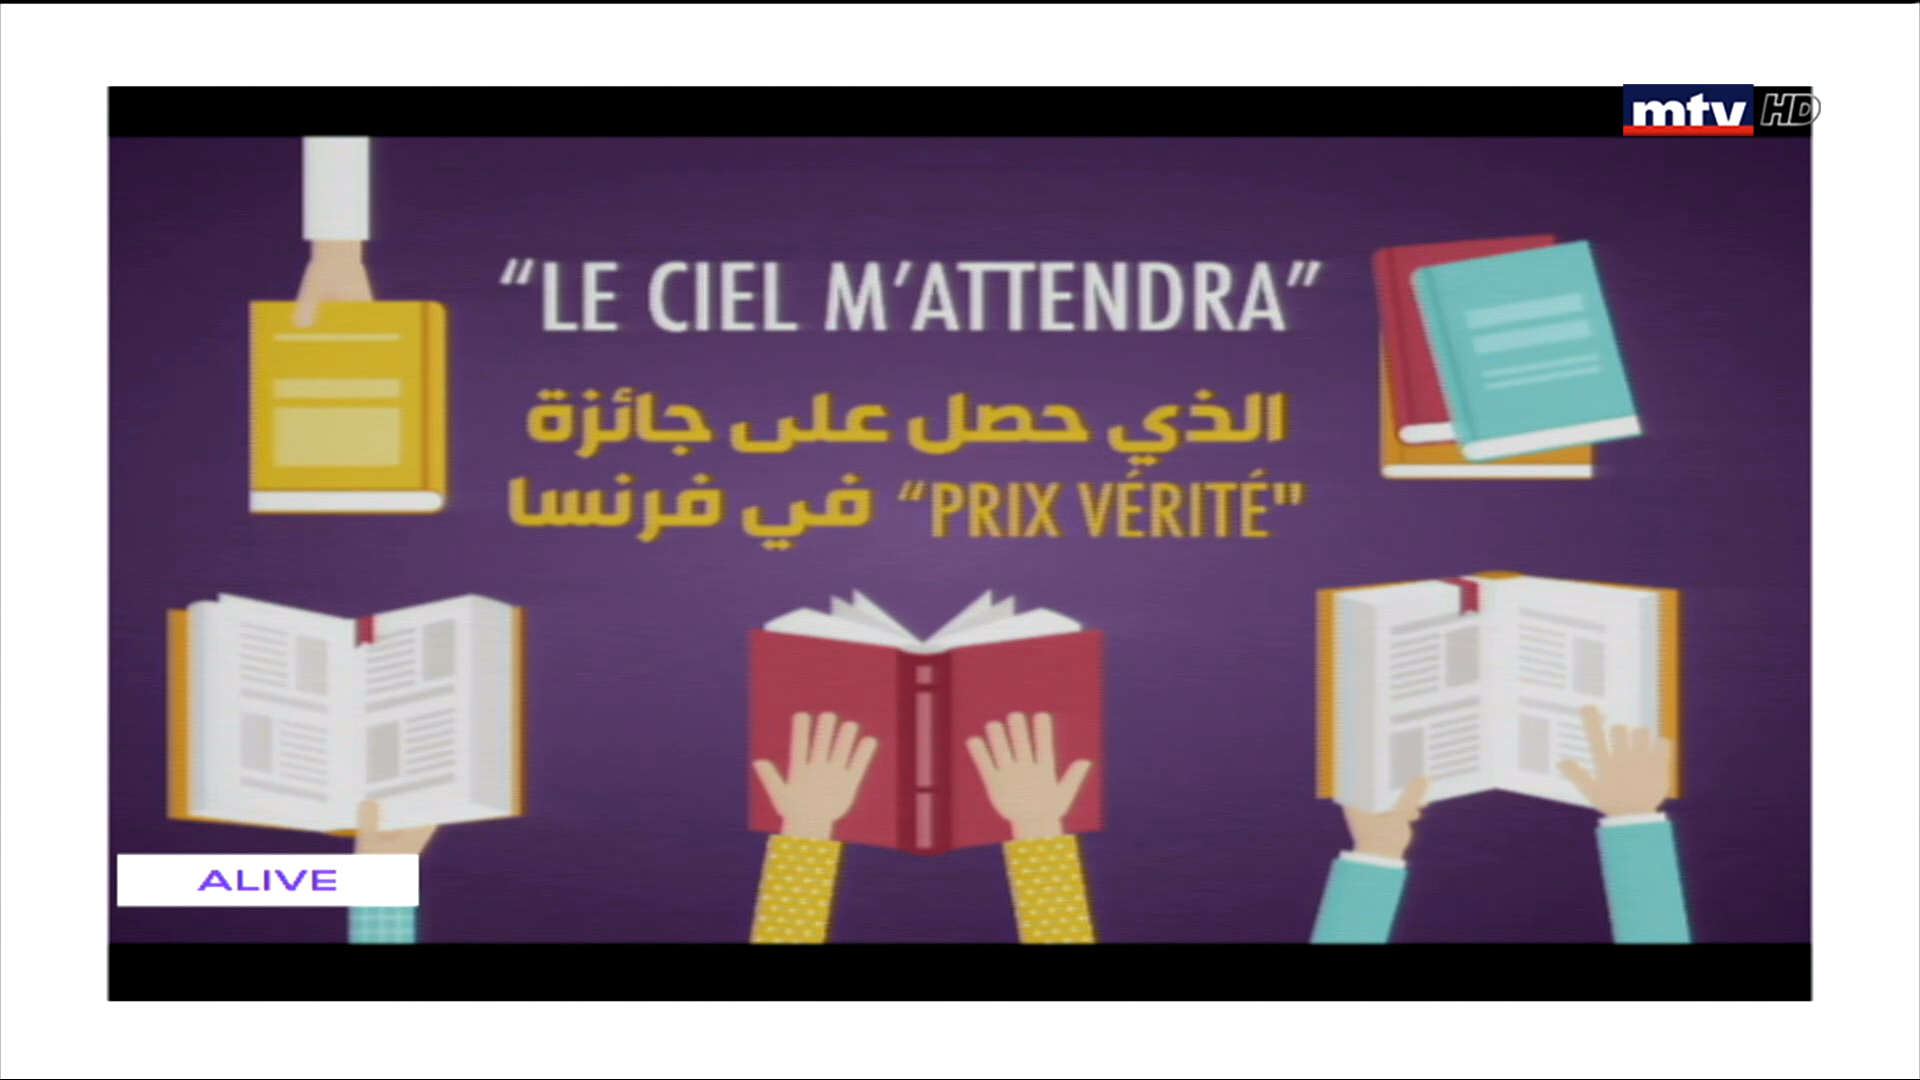 mtv HD
“LE CIEL M’ATTENDRA”
الذي حصل على جائزة
“PRIX VÉRITÉ" في فرنسا
ALIVE